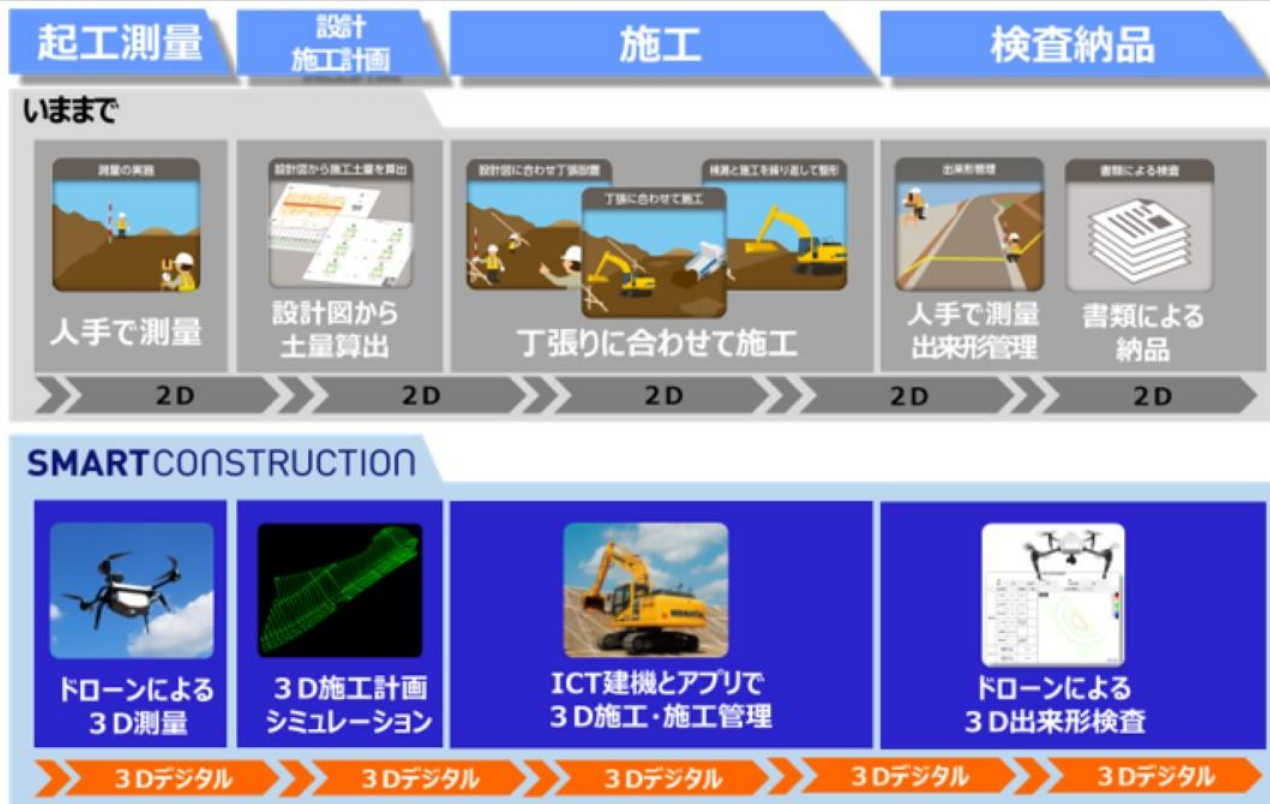 起工測量
設計
施工計画
施工
検査納品
いままで
測量の実施
設計図から施工土量を算出
設計図に合わせ丁張設置
丁張に合わせて施工
検測と施工を繰り返して整形
出来形管理
書類による検査
人手で測量
設計図から
土量算出
丁張りに合わせて施工
人手で測量
出来形管理
書類による
納品
2D
2D
2D
2D
2D
SMARTCONSTRUCTION
KOMATSU
ドローンによる
3D測量
3D施工計画
シミュレーション
ICT建機とアプリで
3D施工・施工管理
ドローンによる
3D出来形検査
3Dデジタル
3Dデジタル
3Dデジタル
3Dデジタル
3Dデジタル